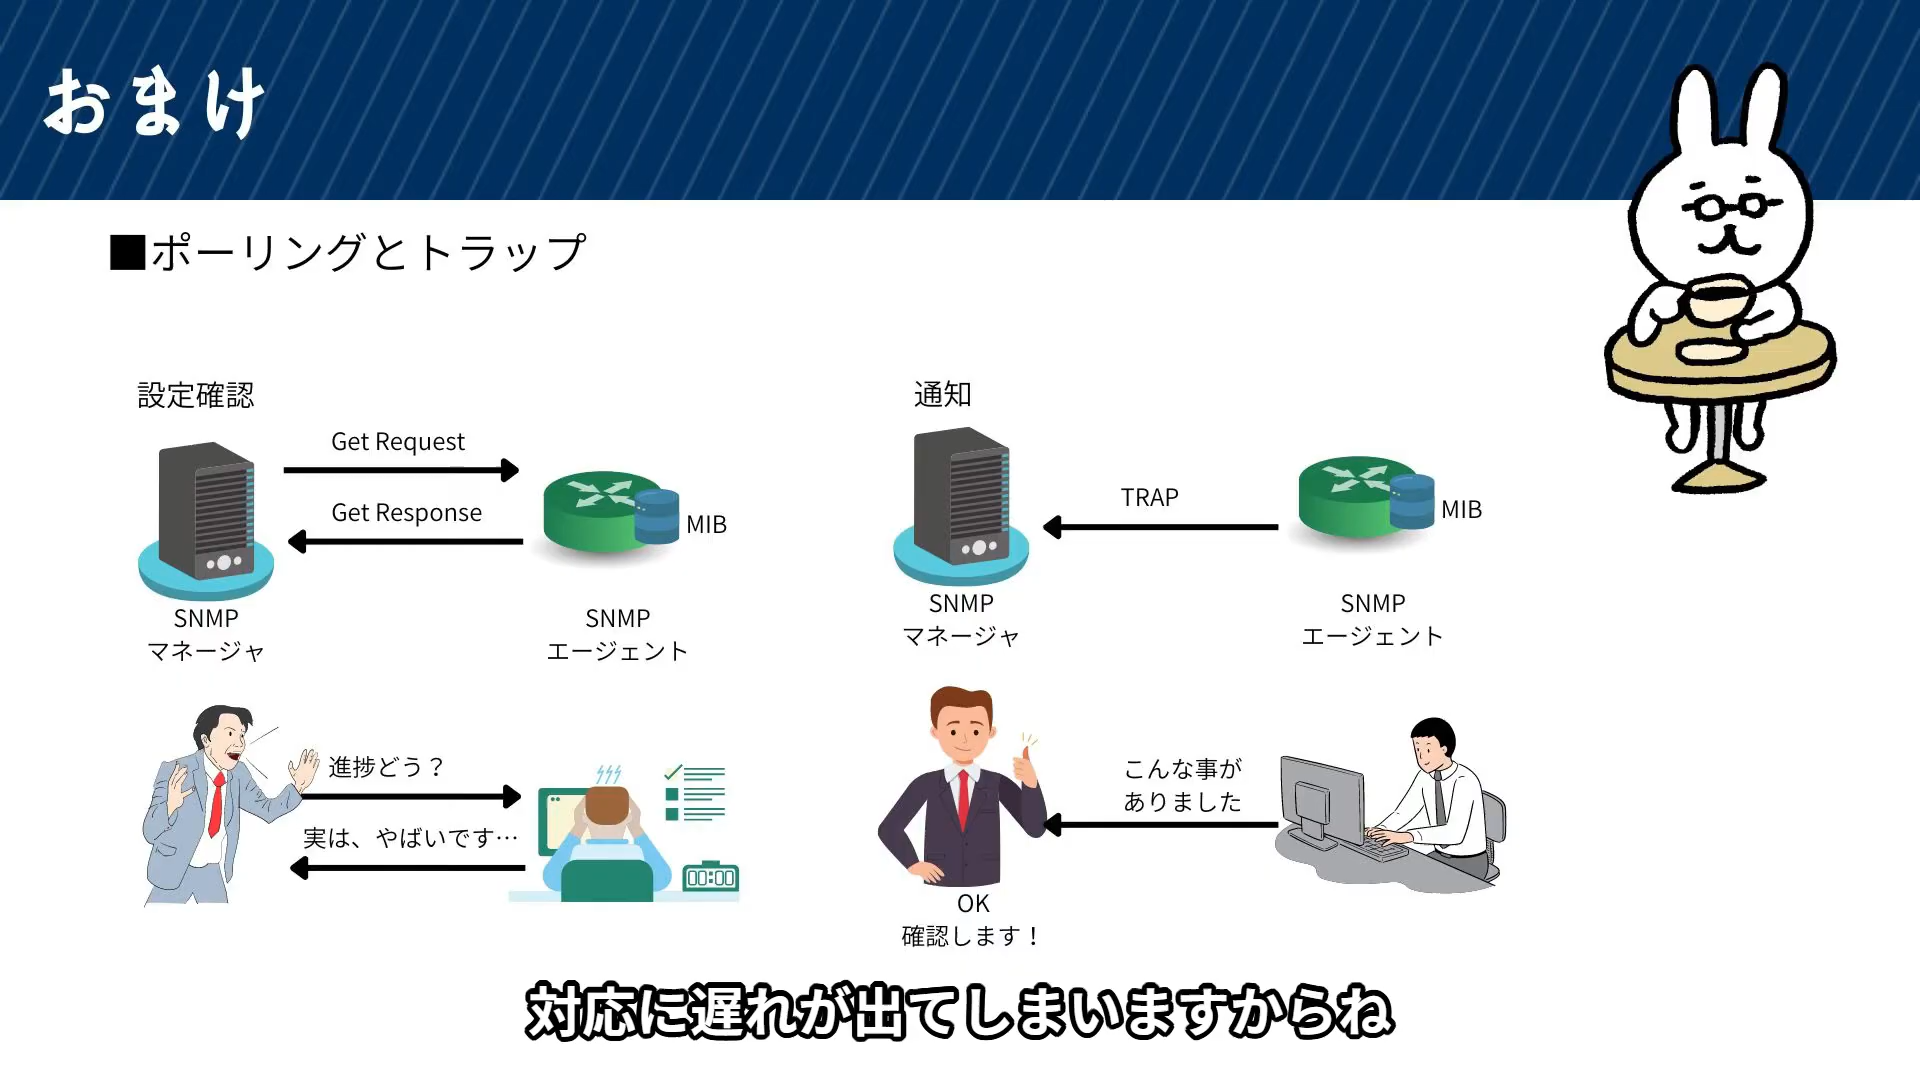 おまけ
■ポーリングとトラップ
設定確認
Get Request
Get Response
MIB
SNMP
マネージャ
SNMP
エージェント
進捗どう？
実は、やばいです…
00:00
通知
TRAP
MIB
SNMP
マネージャ
SNMP
エージェント
こんな事が
ありました
OK
確認します！
対応に遅れが出てしまいますからね